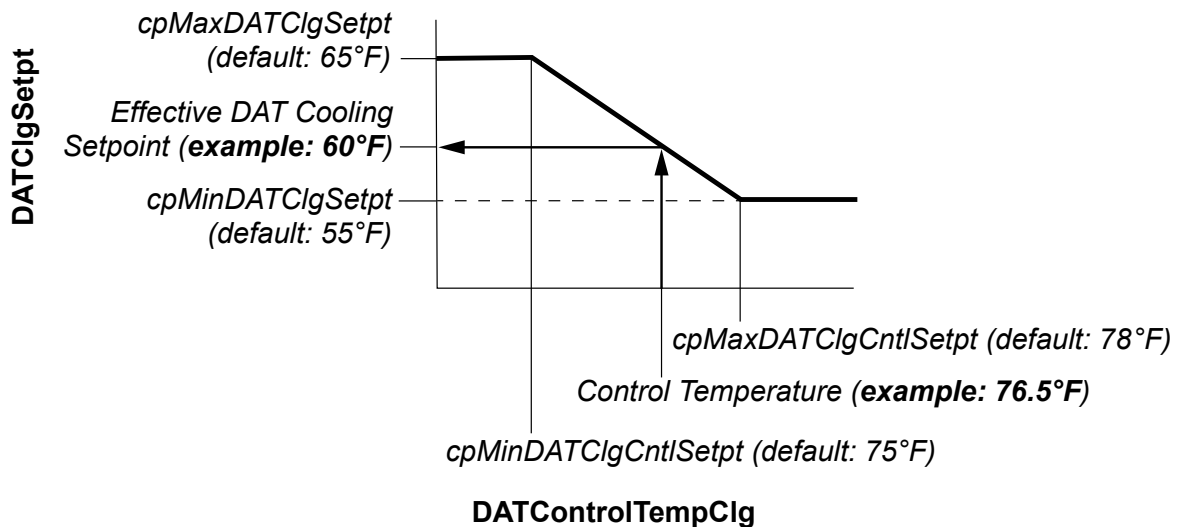 DATClgSetpt
cpMaxDATClgSetpt
(default: 65°F)
Effective DAT Cooling
Setpoint (example: 60°F)
cpMinDATClgSetpt
(default: 55°F)
cpMaxDATClgCntlSetpt (default: 78°F)
Control Temperature (example: 76.5°F)
cpMinDATClgCntlSetpt (default: 75°F)
DATControlTempClg